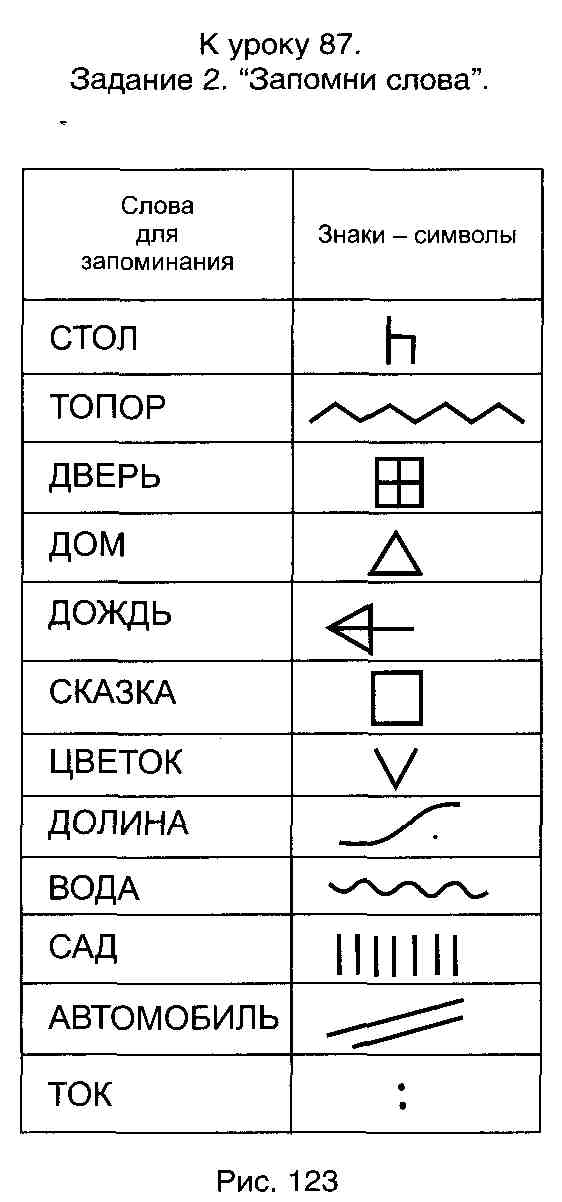 К уроку 87.
Задание 2. “Запомни слова”.
Слова
для
запоминания
Знаки – символы
СТОЛ
ТОПОР
ДВЕРЬ
ДОМ
ДОЖДЬ
СКАЗКА
ЦВЕТОК
ДОЛИНА
ВОДА
САД
АВТОМОБИЛЬ
ТОК
Рис. 123